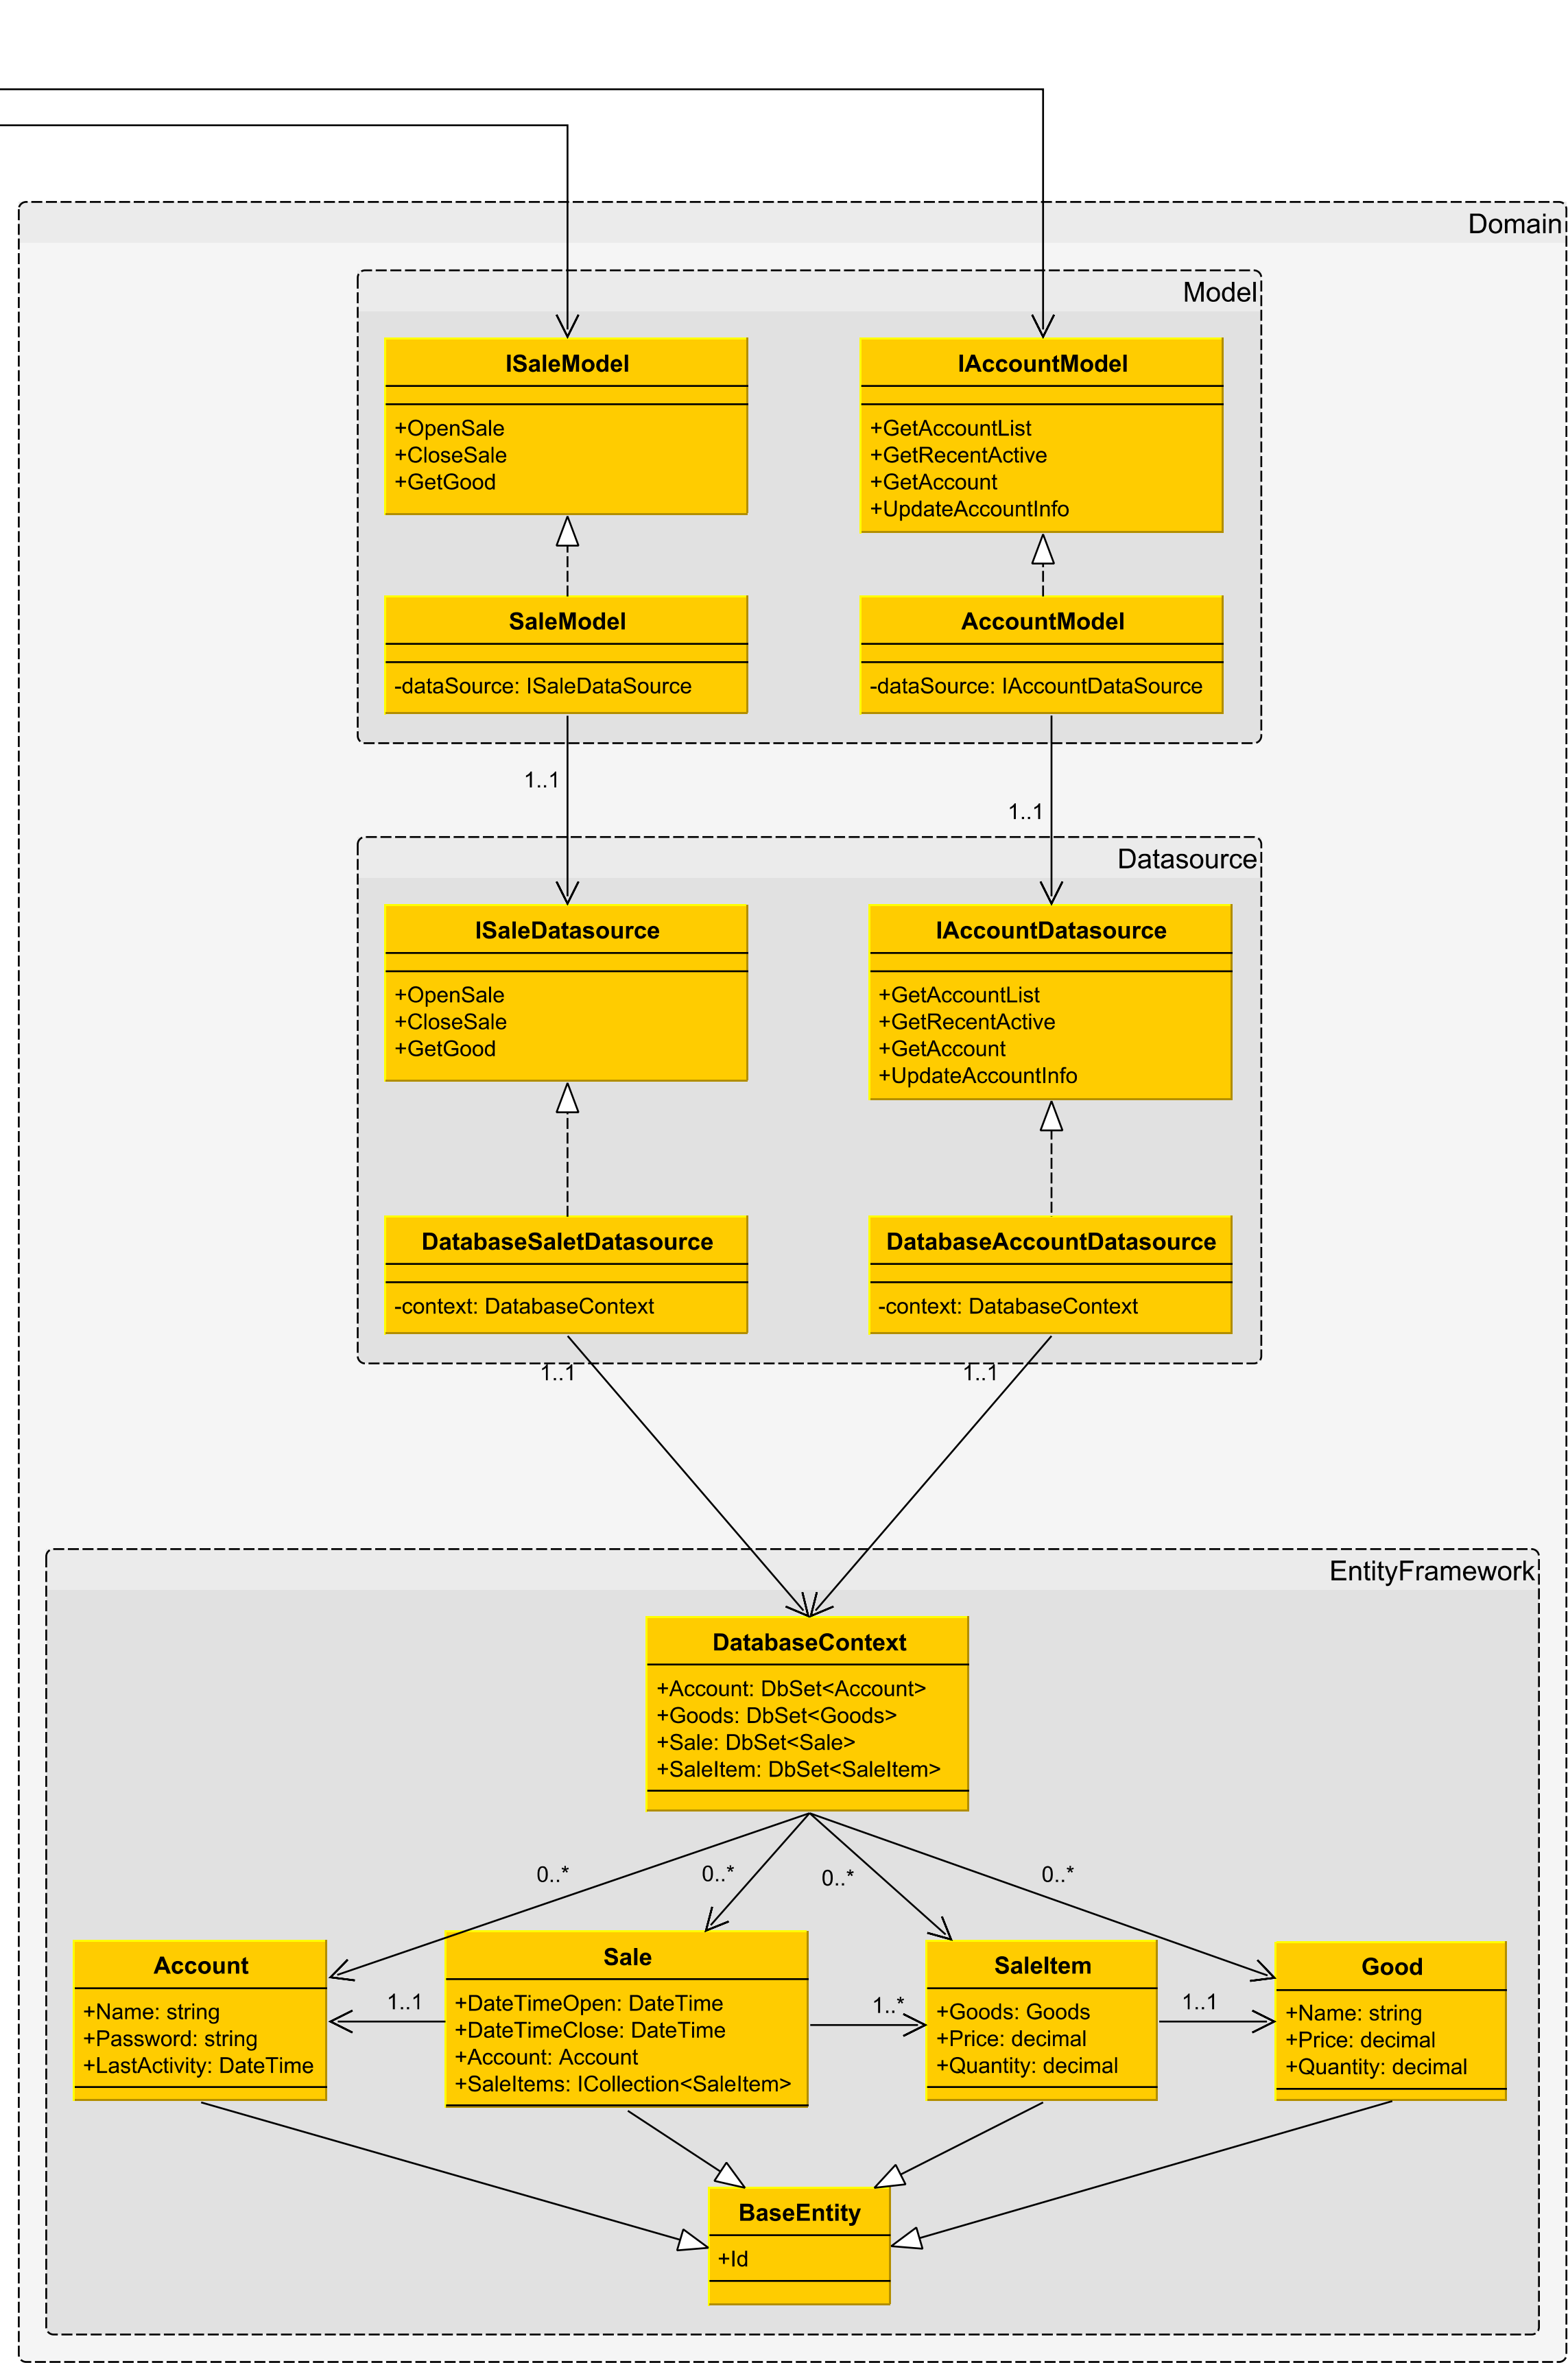 Domain
Model
ISaleModel
+OpenSale
+CloseSale
+GetGood
IAccountModel
+GetAccountList
+GetRecentActive
+GetAccount
+UpdateAccountInfo
SaleModel
-dataSource: ISaleDataSource
AccountModel
-dataSource: IAccountDataSource
1..1
1..1
Datasource
ISaleDatasource
+OpenSale
+CloseSale
+GetGood
IAccountDatasource
+GetAccountList
+GetRecentActive
+GetAccount
+UpdateAccountInfo
DatabaseSaletDatasource
-context: DatabaseContext
DatabaseAccountDatasource
-context: DatabaseContext
1..1
1..1
EntityFramework
DatabaseContext
+Account: DbSet<Account>
+Goods: DbSet<Goods>
+Sale: DbSet<Sale>
+SaleItem: DbSet<SaleItem>
0..*
0..*
0..*
0..*
Account
+Name: string
+Password: string
+LastActivity: DateTime
1..1
Sale
+DateTimeOpen: DateTime
+DateTimeClose: DateTime
+Account: Account
+SaleItems: ICollection<SaleItem>
1..*
SaleItem
+Goods: Goods
+Price: decimal
+Quantity: decimal
1..1
Good
+Name: string
+Price: decimal
+Quantity: decimal
BaseEntity
+Id